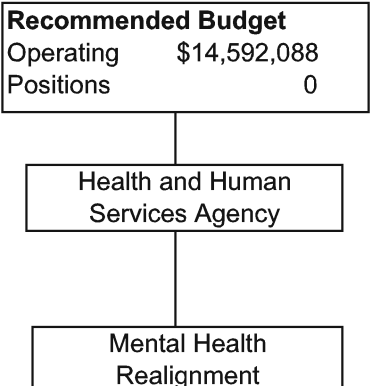 Recommended Budget
Operating $14,592,088
Positions 0
Health and Human
Services Agency
Mental Health
Realignment